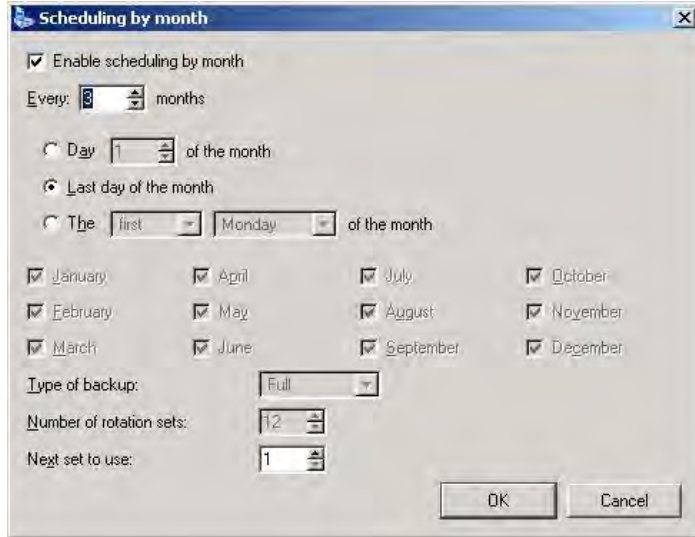 Scheduling by month
Enable scheduling by month
Every: 3 months
Day 1 of the month
Last day of the month
The first Monday of the month
January April July October
February May August November
March June September December
Type of backup: Full
Number of rotation sets: 12
Next set to use: 1
OK Cancel